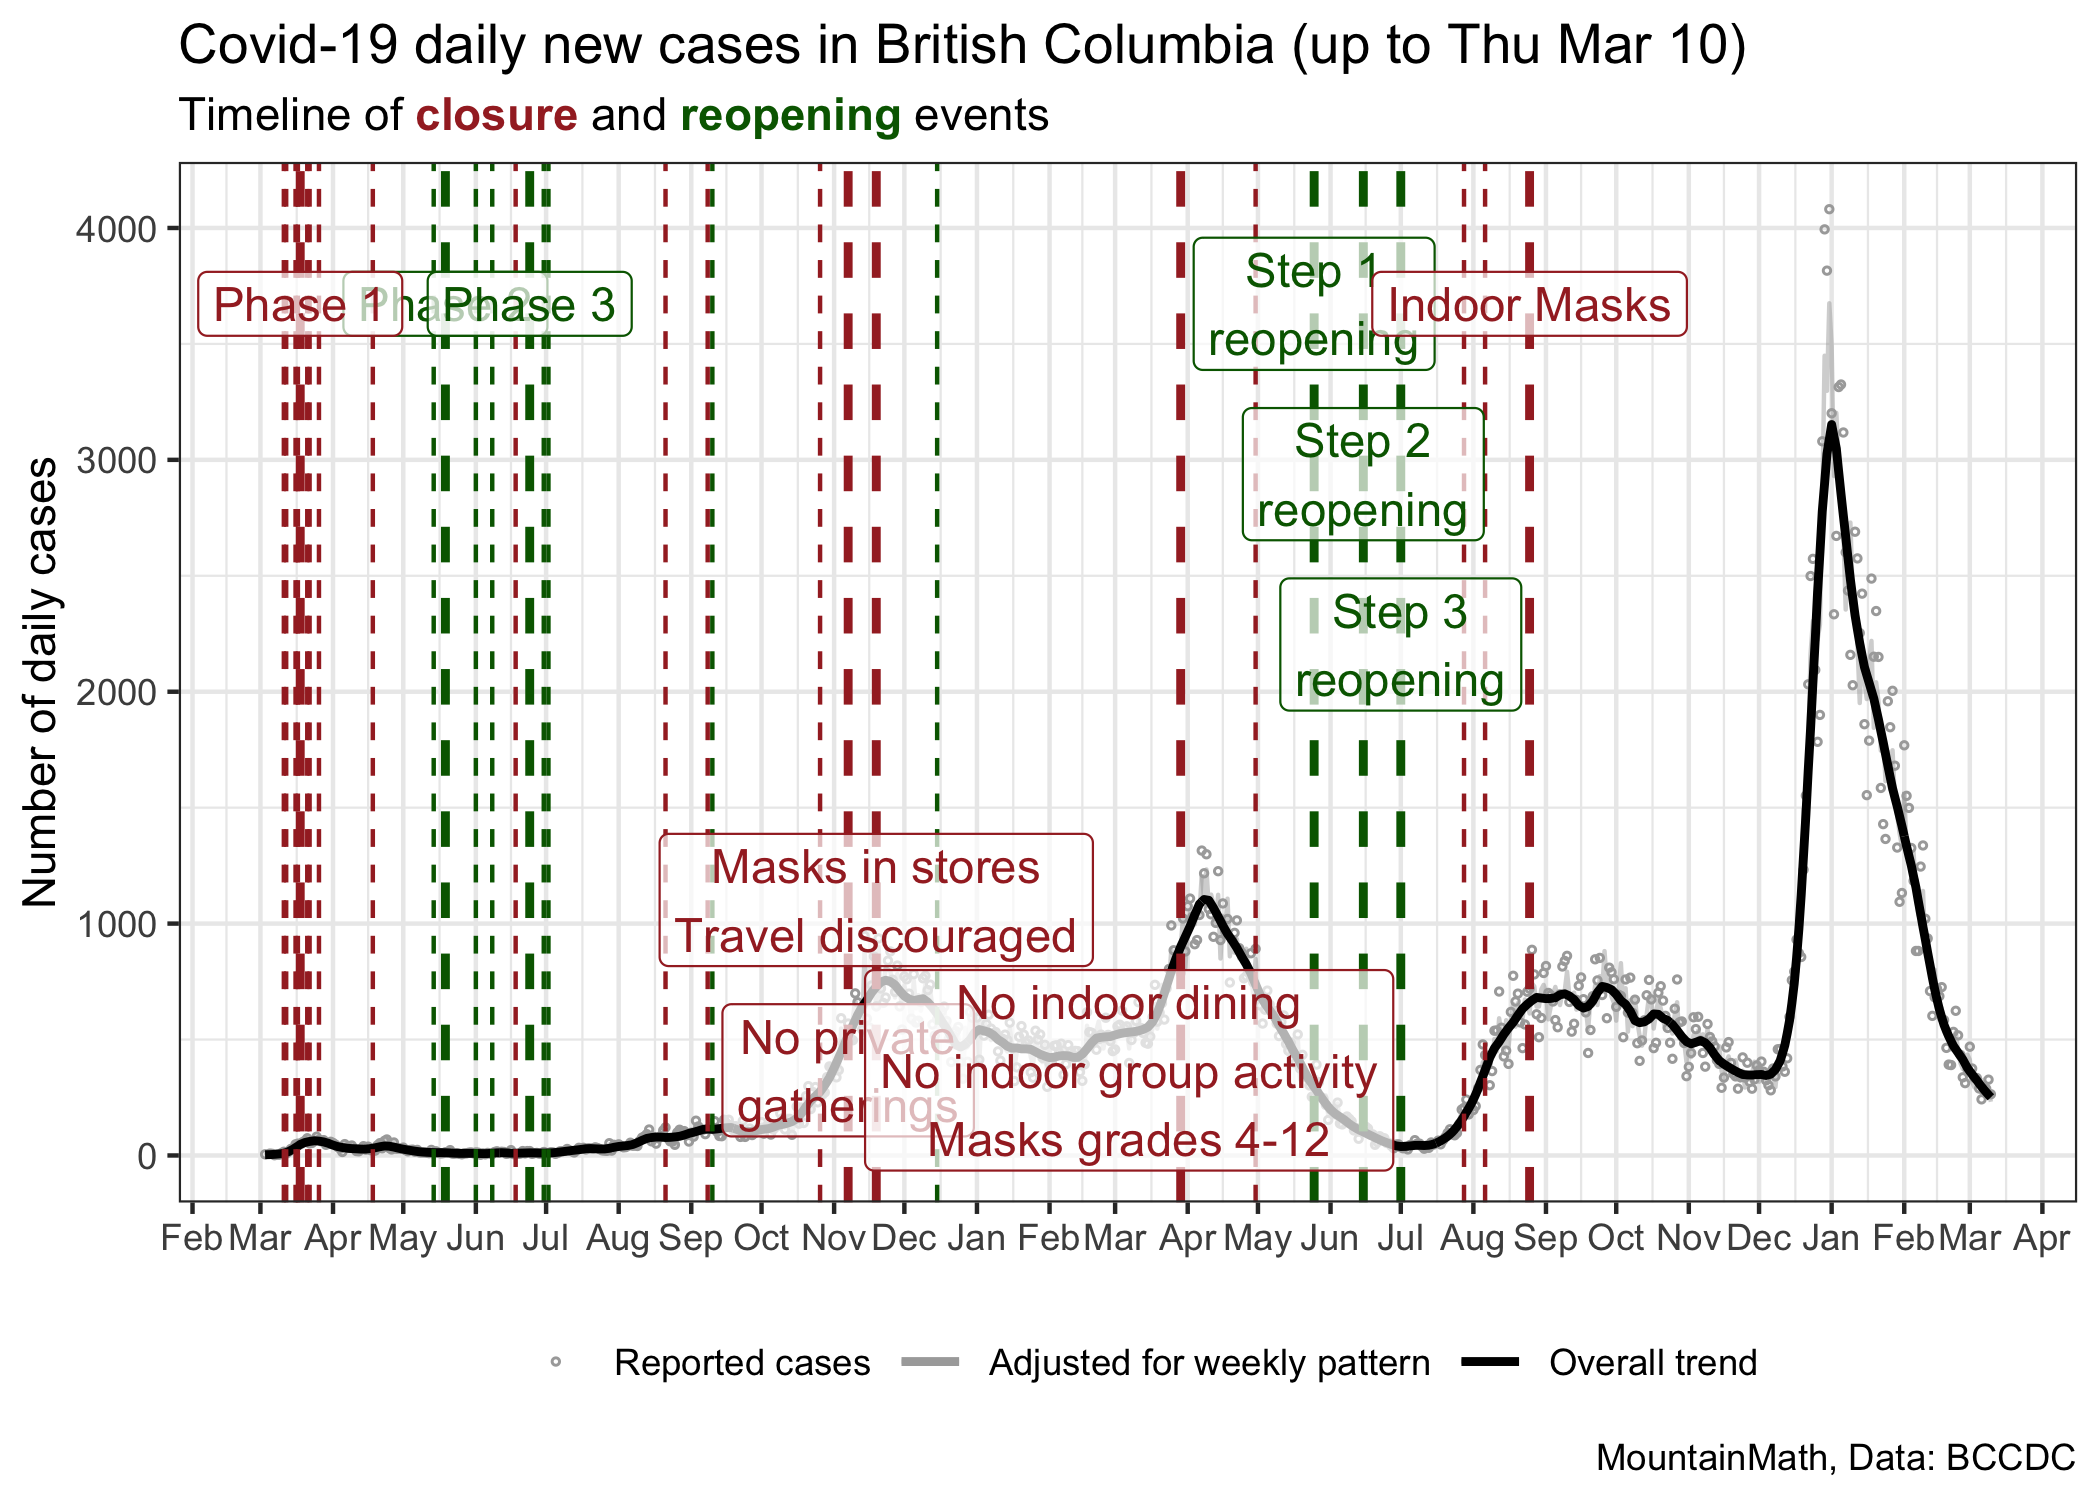 Covid-19 daily new cases in British Columbia (up to Thu Mar 10)
Timeline of closure and reopening events
Number of daily cases
4000
3000
2000
1000
0
Phase 1
Phase 2
Phase 3
Step 1
reopening
Indoor Masks
Step 2
reopening
Step 3
reopening
Masks in stores
Travel discouraged
No private
gatherings
No indoor dining
No indoor group activity
Masks grades 4-12
Feb Mar Apr May Jun Jul Aug Sep Oct Nov Dec Jan Feb Mar Apr May Jun Jul Aug Sep Oct Nov Dec Jan Feb Mar Apr
Reported cases Adjusted for weekly pattern Overall trend
MountainMath, Data: BCCDC